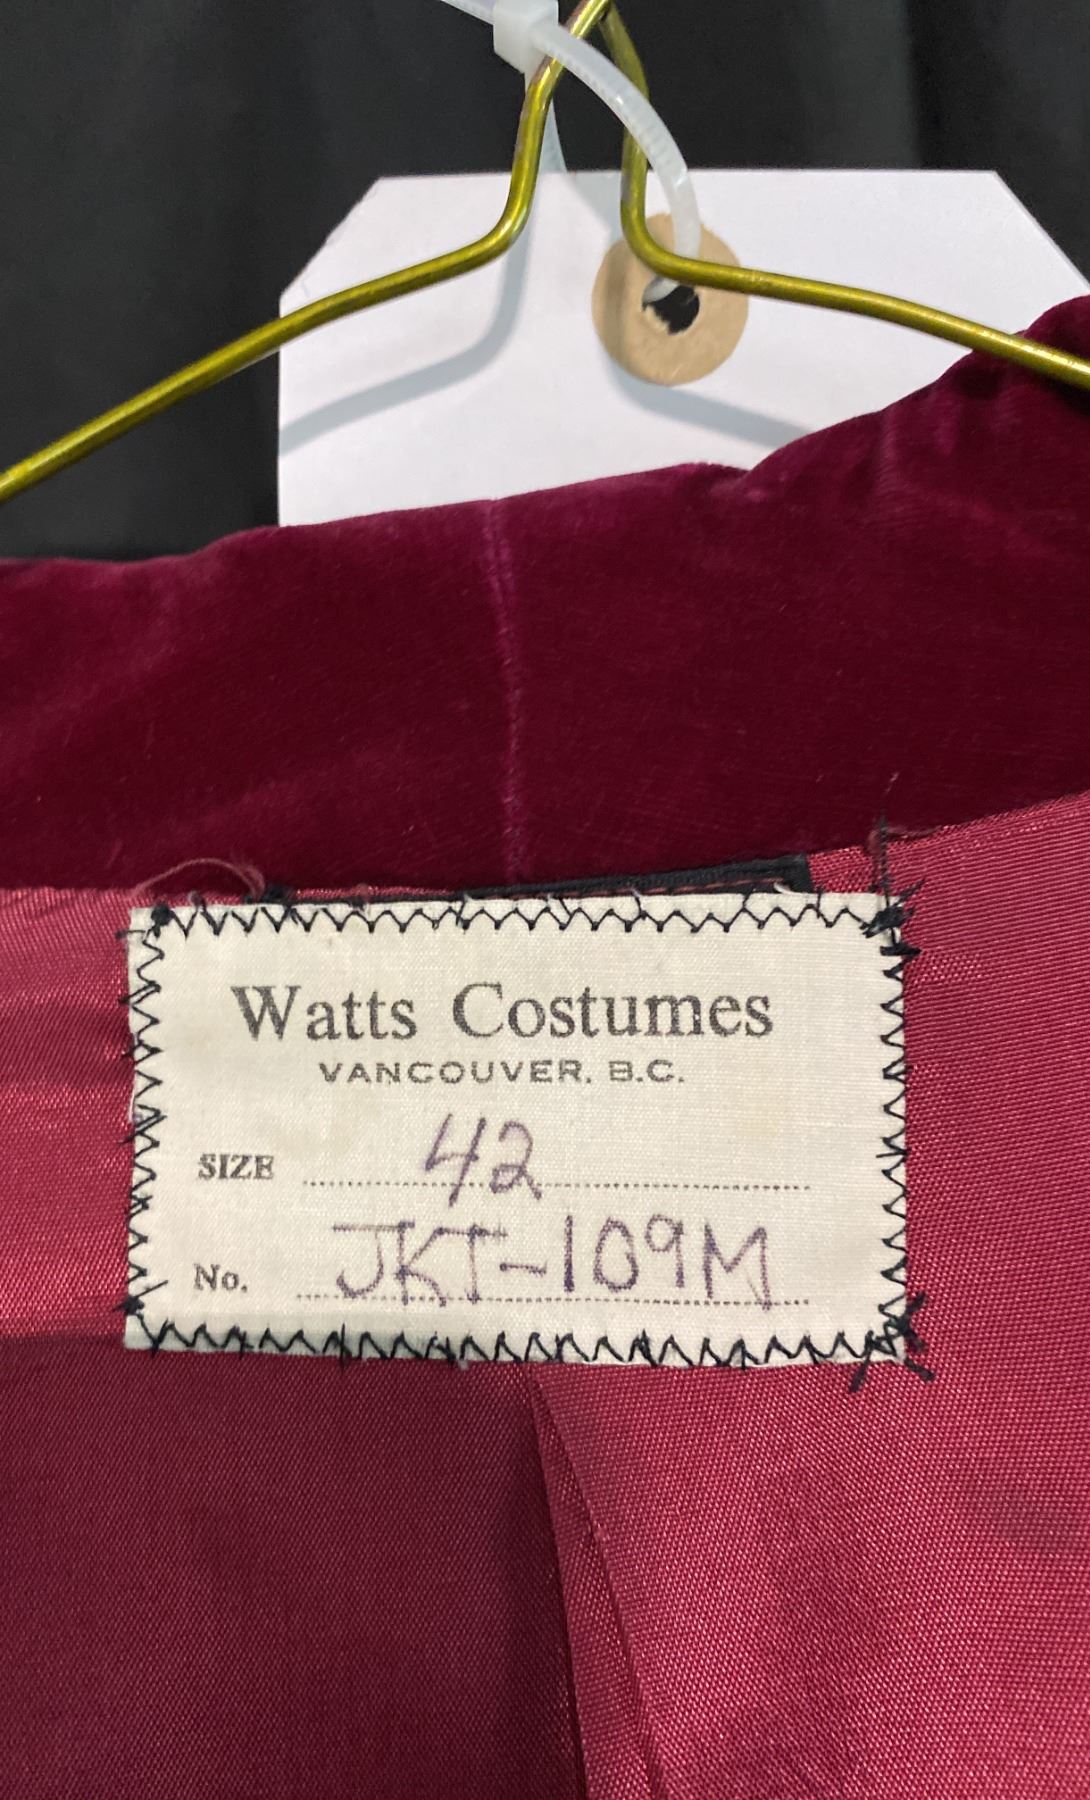 Watts Costumes
VANCOUVER, B.C.
SIZE 42
No. JKT-109M